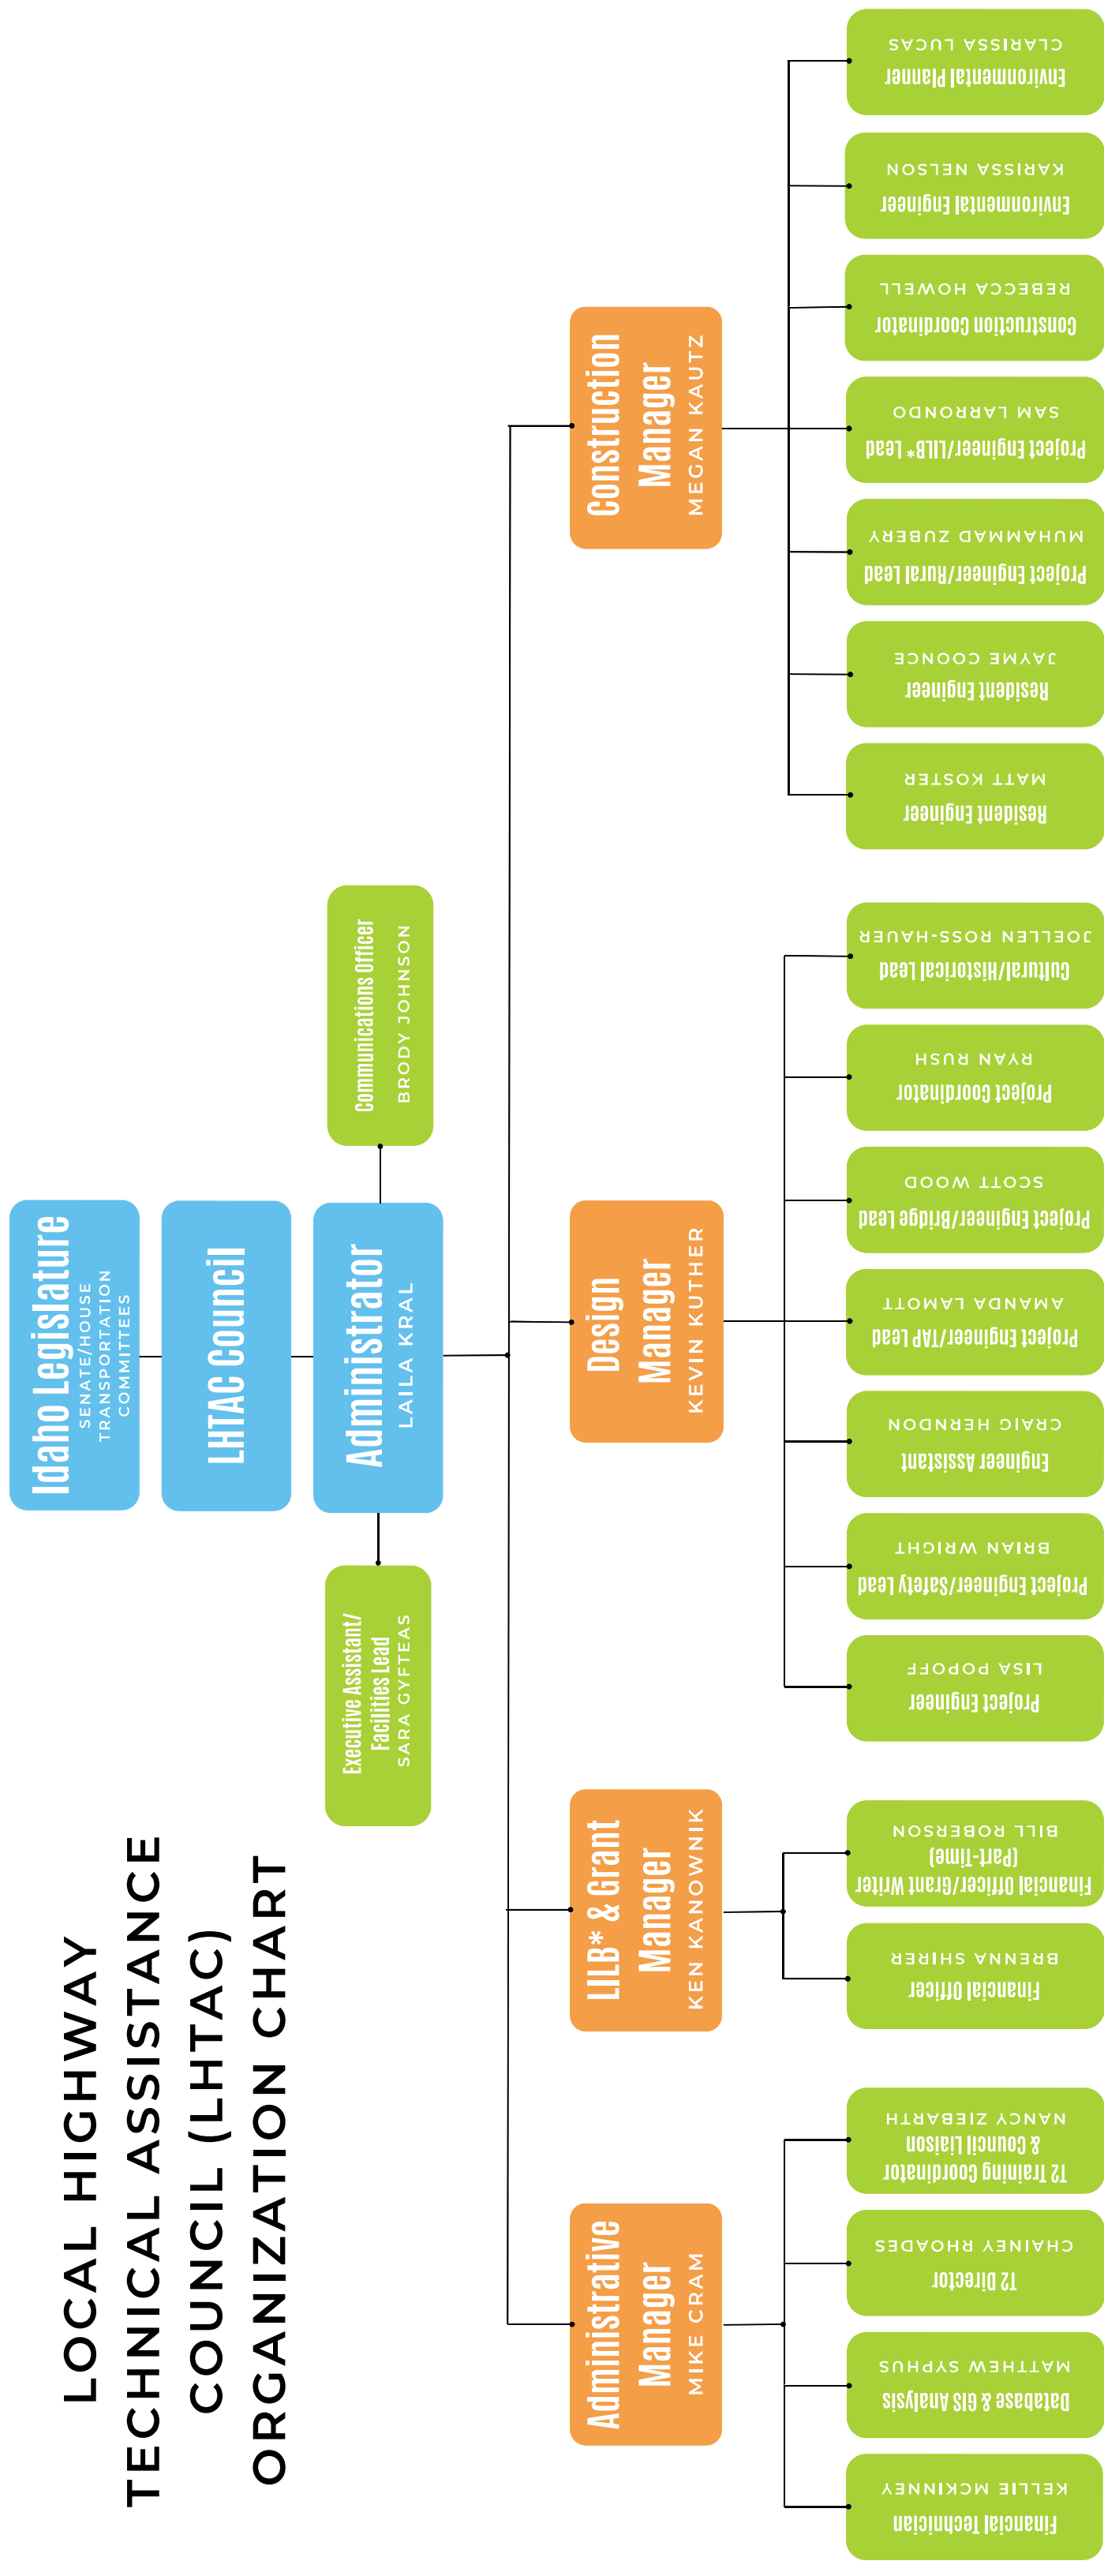 LOCAL HIGHWAY
TECHNICAL ASSISTANCE
COUNCIL (LHTAC)
ORGANIZATION CHART
Idaho Legislature
SENATE/HOUSE
TRANSPORTATION
COMMITTEES
LHTAC Council
Administrator
LAILA KRAL
Executive Assistant/
Facilities Lead
SARA GYFTEAS
Communications Officer
BRODY JOHNSON
Administrative
Manager
MIKE CRAM
LILB* & Grant
Manager
KEN KANOWNIK
Design
Manager
KEVIN KUTHER
Construction
Manager
MEGAN KAUTZ
Financial Technician
KELLIE MCKINNEY
Database & GIS Analysis
MATTHEW SYPHUS
T2 Director
CHAINEY RHOADES
T2 Training Coordinator
& Council Liaison
NANCY ZIEBARTH
Financial Officer
BRENNA SHIRER
Financial Officer/Grant Writer
(Part-Time)
BILL ROBERSON
Project Engineer
LISA POPOFF
Project Engineer/Safety Lead
BRIAN WRIGHT
Engineer Assistant
CRAIG HERNDON
Project Engineer/TAP Lead
AMANDA LAMOTT
Project Engineer/Bridge Lead
SCOTT WOOD
Project Coordinator
RYAN RUSH
Cultural/Historical Lead
JOELLEN ROSS-HAUER
Resident Engineer
MATT KOSTER
Resident Engineer
JAYME COONCE
Project Engineer/Rural Lead
MUHAMMAD ZUBERY
Project Engineer/LILB* Lead
SAM LARRONDO
Construction Coordinator
REBECCA HOWELL
Environmental Engineer
KARISSA NELSON
Environmental Planner
CLARISSA LUCAS